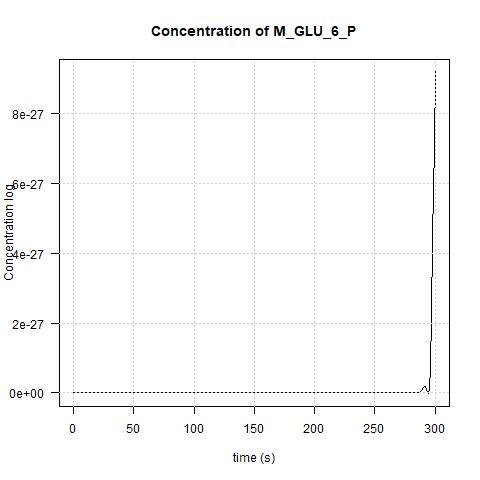 Concentration of M_GLU_6_P
Concentration log
8e-27
6e-27
4e-27
2e-27
0e+00
0 50 100 150 200 250 300
time (s)